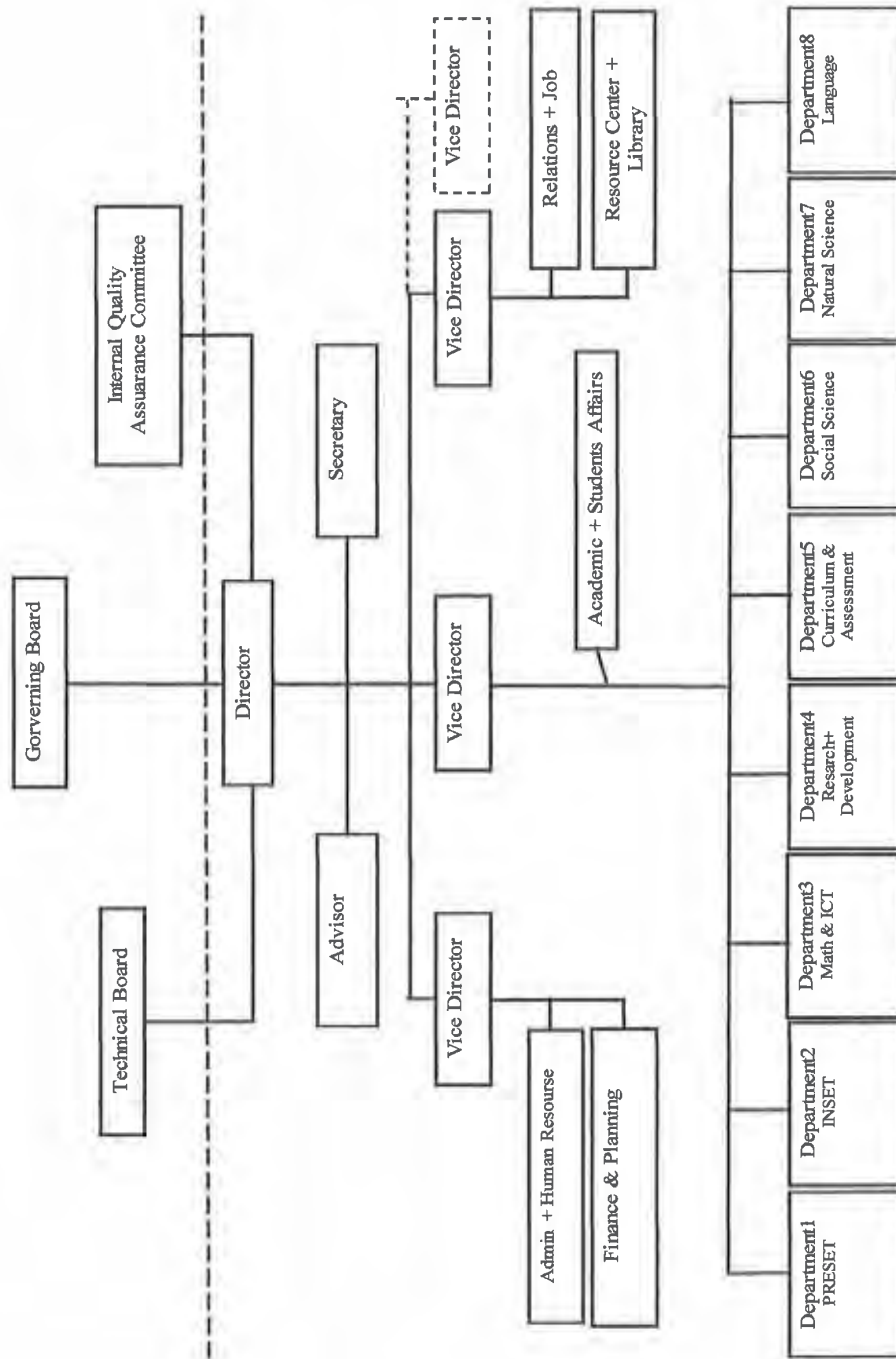 Gorverning Board
Technical Board
Internal Quality
Assuarance Committee
Director
Advisor
Secretary
Vice Director
Vice Director
Vice Director
Vice Director
Admin + Human Resourse
Finance & Planning
Academic + Students Affairs
Relations + Job
Resource Center +
Library
Department1
PRESET
Department2
INSET
Department3
Math & ICT
Department4
Resarch+
Development
Department5
Curriculum &
Assessment
Department6
Social Science
Department7
Natural Science
Department8
Language